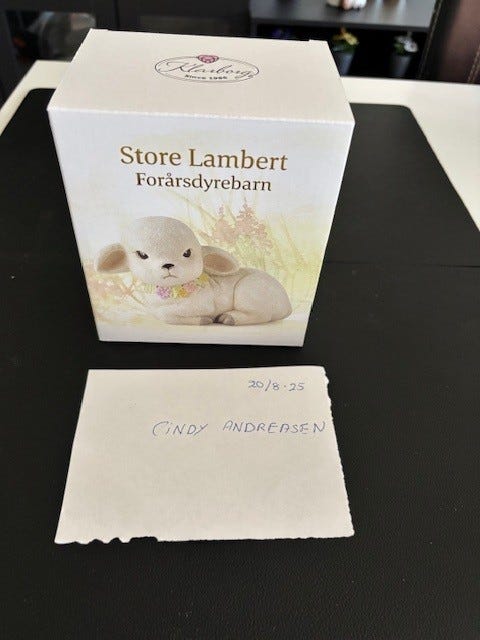 Klarborg
Since 1986
Store Lambert
Forårsdyrebarn
20/8-25
CINDY ANDREASEN